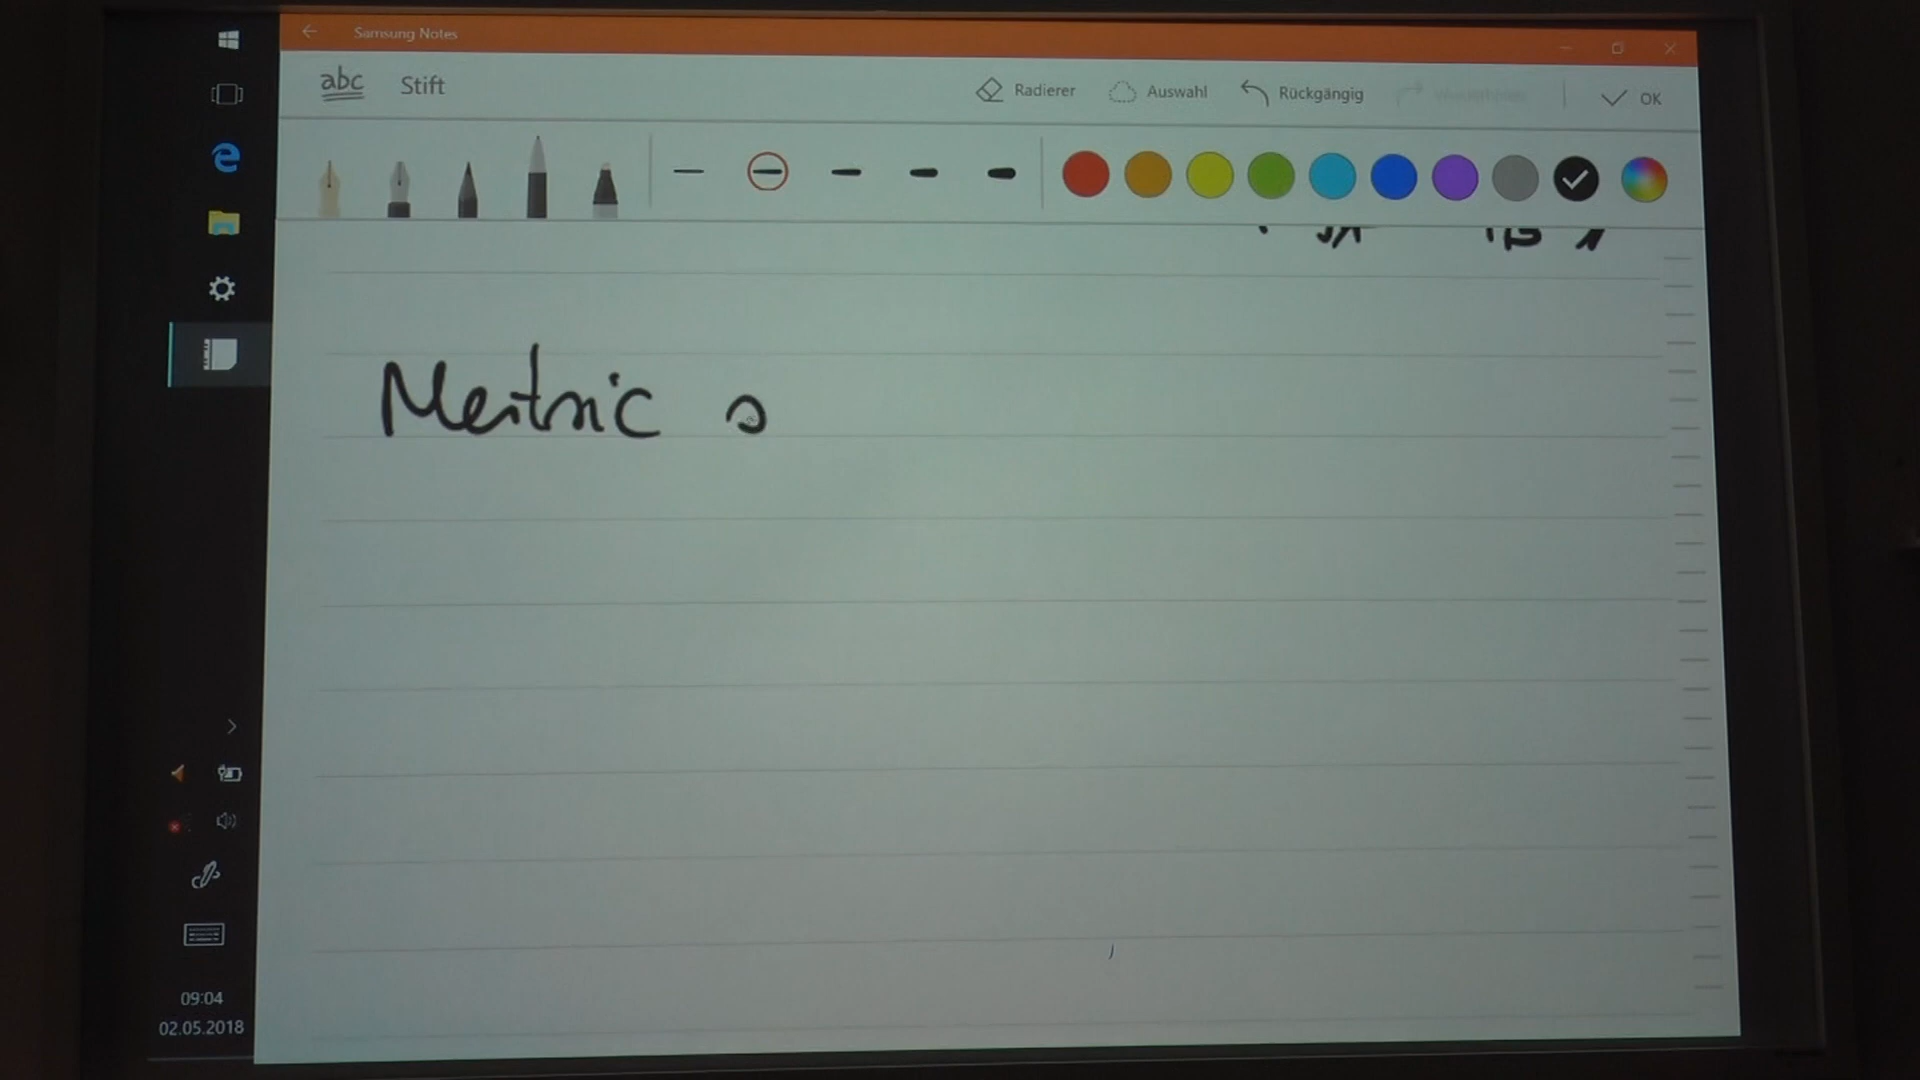 Samsung Notes
abc Stift Radierer Auswahl Rückgängig OK
Metric s
09:04
02.05.2018